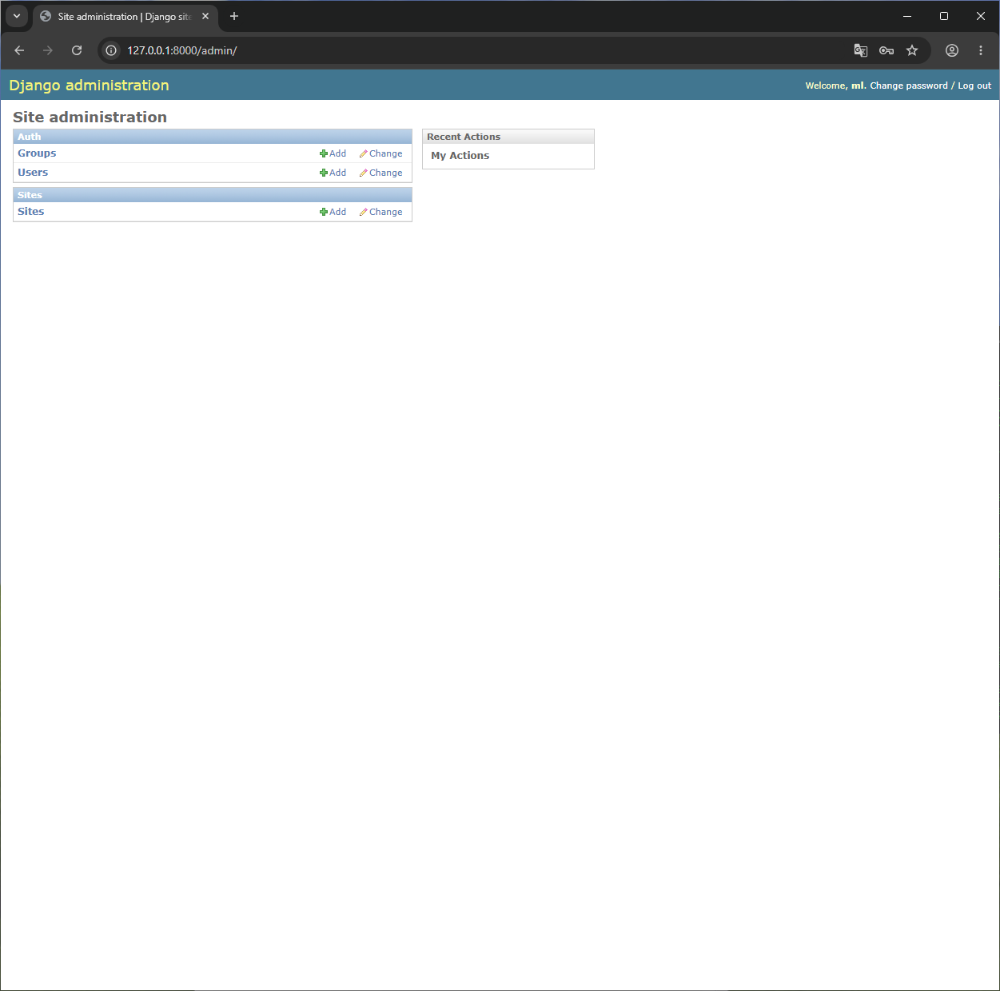 Site administration | Django site
127.0.0.1:8000/admin/
Django administration
Welcome, ml. Change password / Log out
Site administration
Auth
Groups Add Change
Users Add Change
Sites
Sites Add Change
Recent Actions
My Actions